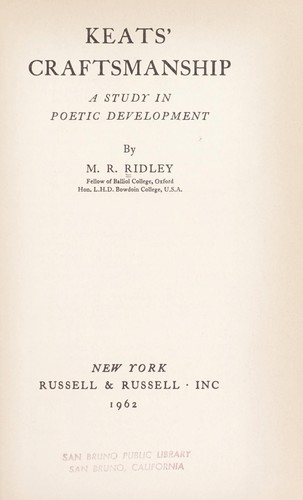 KEATS'
CRAFTSMANSHIP
A STUDY IN
POETIC DEVELOPMENT
By
M. R. RIDLEY
Fellow of Balliol College, Oxford
Hon. L.H.D. Bowdoin College, U.S.A.
NEW YORK
RUSSELL & RUSSELL · INC
1962
SAN BRUNO PUBLIC LIBRARY
SAN BRUNO, CALIFORNIA